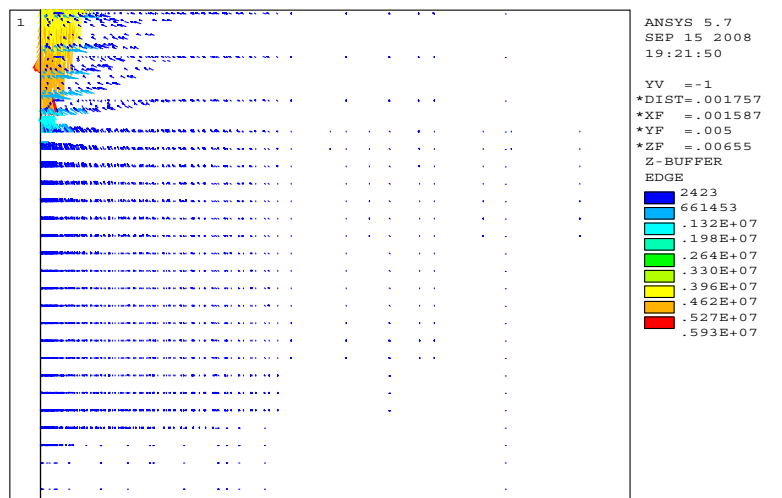 1
ANSYS 5.7
SEP 15 2008
19:21:50
YV =-1
*DIST=.001757
*XF =.001587
*YF =.005
*ZF =.00655
Z-BUFFER
EDGE
2423
661453
.132E+07
.198E+07
.264E+07
.330E+07
.396E+07
.462E+07
.527E+07
.593E+07